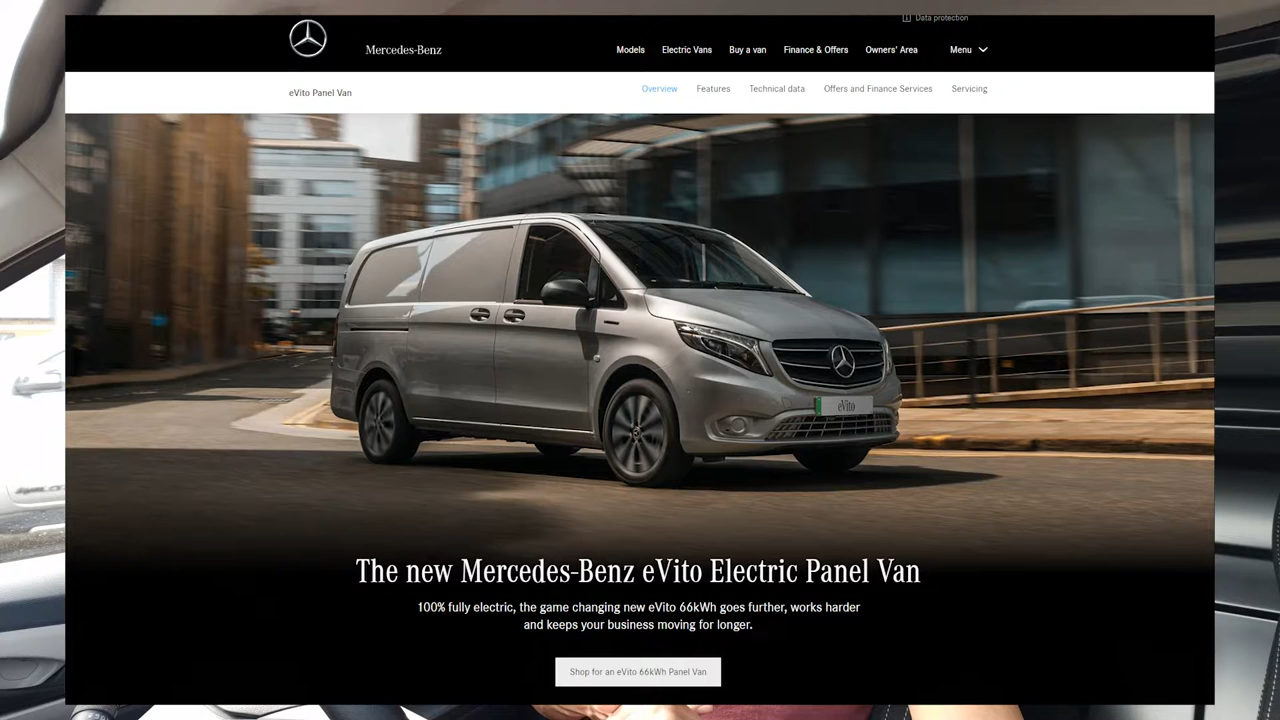 Data protection
Mercedes-Benz
Models Electric Vans Buy a van Finance & Offers Owners' Area Menu
eVito Panel Van
Overview Features Technical data Offers and Finance Services Servicing
eVito
The new Mercedes-Benz eVito Electric Panel Van
100% fully electric, the game changing new eVito 66kWh goes further, works harder
and keeps your business moving for longer.
Shop for an eVito 66kWh Panel Van